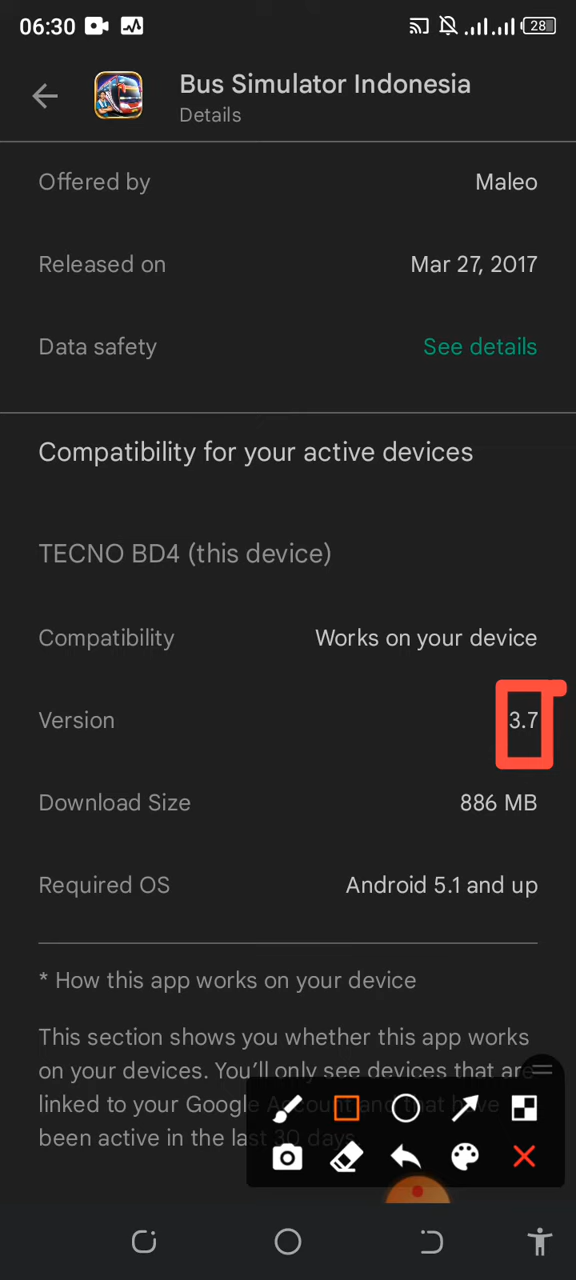 06:30
28
Bus Simulator Indonesia
Details
Offered by Maleo
Released on Mar 27, 2017
Data safety See details
Compatibility for your active devices
TECNO BD4 (this device)
Compatibility Works on your device
Version 3.7
Download Size 886 MB
Required OS Android 5.1 and up
* How this app works on your device
This section shows you whether this app works
on your devices. You'll only see devices that are
linked to your Google Account and that have
been active in the last 30 days.